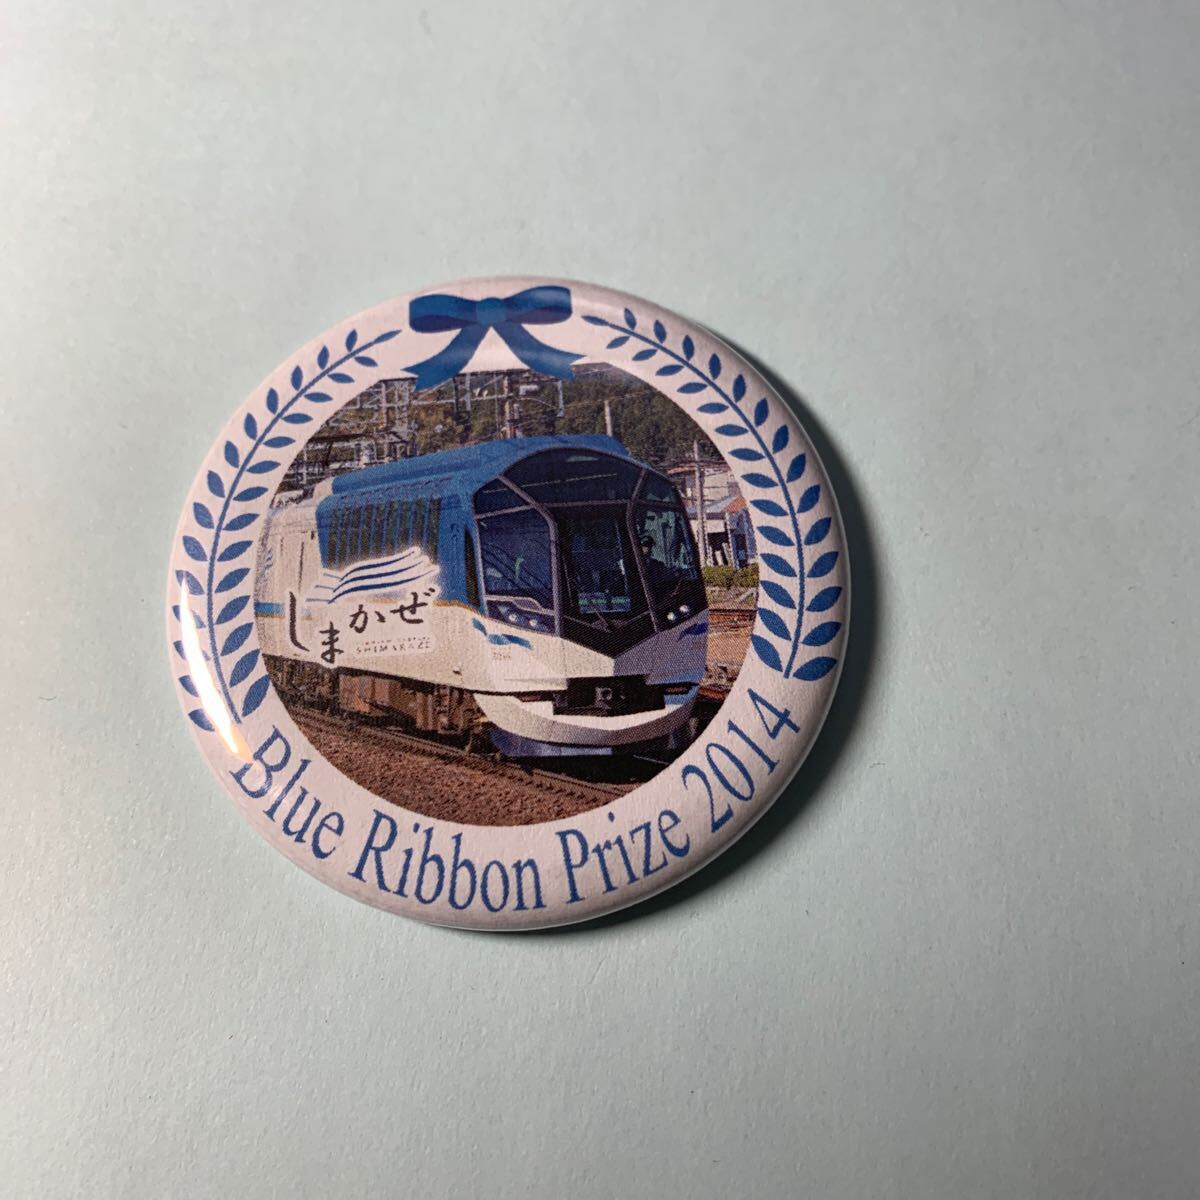 しまかぜ
SHIMAKAZE
Blue Ribbon Prize 2014